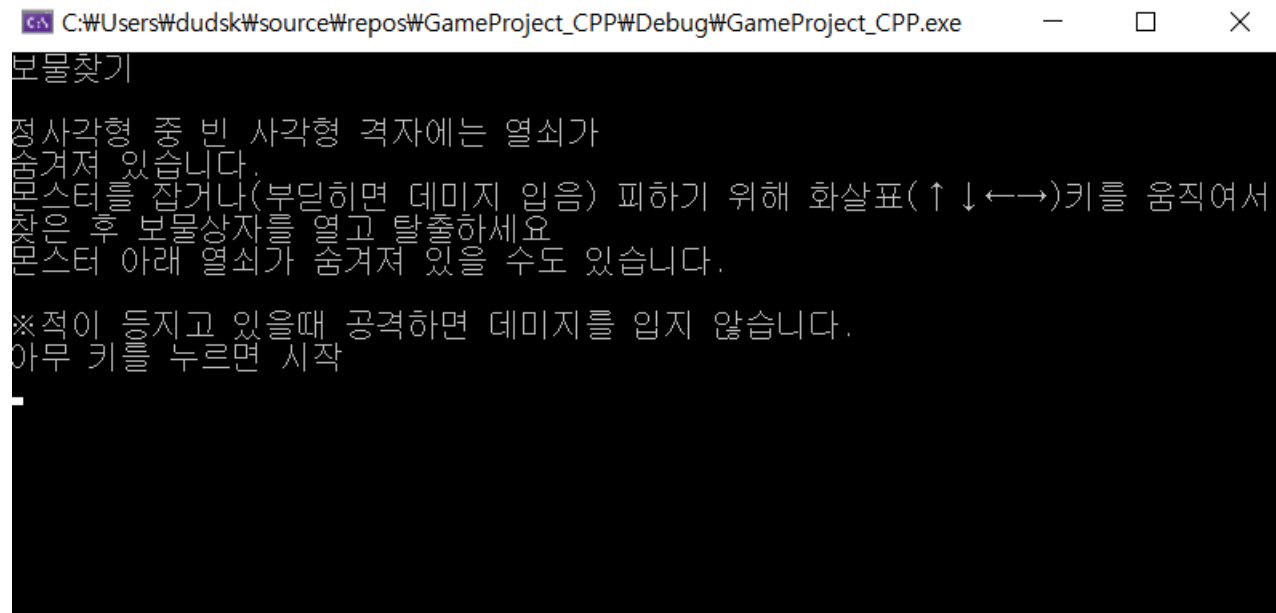 C:₩Users₩dudsk₩source₩repos₩GameProject_CPP₩Debug₩GameProject_CPP.exe
보물찾기
정사각형 중 빈 사각형 격자에는 열쇠가
숨겨져 있습니다.
몬스터를 잡거나(부딛히면 데미지 입음) 피하기 위해 화살표(↑↓←→)키를 움직여서
찾은 후 보물상자를 열고 탈출하세요
몬스터 아래 열쇠가 숨겨져 있을 수도 있습니다.
※적이 등지고 있을때 공격하면 데미지를 입지 않습니다.
아무 키를 누르면 시작